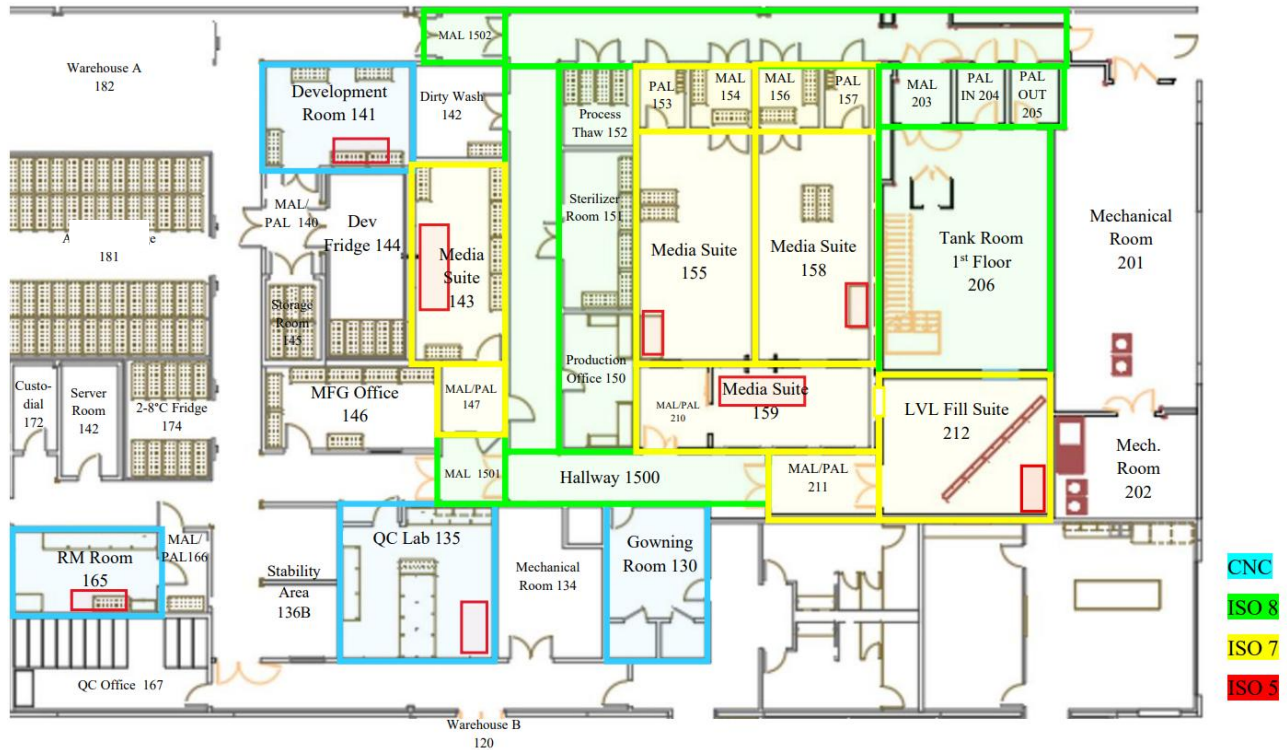 MAL 1502
Warehouse A
182
Development
Room 141
Dirty Wash
142
Process
Thaw 152
PAL
153
MAL
154
MAL
156
PAL
157
MAL
203
PAL
IN 204
PAL
OUT
205
MAL/
PAL 140
Dev
Fridge 144
Media
Suite
143
Sterilizer
Room 151
Media Suite
155
Media Suite
158
Tank Room
1st Floor
206
Mechanical
Room
201
181
Storage
Room
145
Custo-
dial
172
Server
Room
142
2-8°C Fridge
174
MFG Office
146
MAL/PAL
147
Production
Office 150
MAL/PAL
210
Media Suite
159
LVL Fill Suite
212
Mech.
Room
202
MAL 1501
Hallway 1500
MAL/PAL
211
RM Room
165
MAL/
PAL166
Stability
Area
136B
QC Lab 135
Mechanical
Room 134
Gowning
Room 130
QC Office 167
Warehouse B
120
CNC
ISO 8
ISO 7
ISO 5